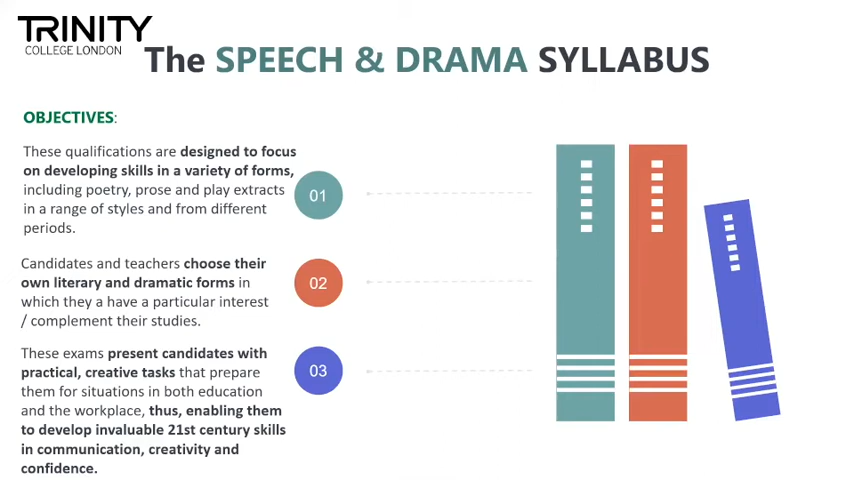 TRINITY
COLLEGE LONDON
The SPEECH & DRAMA SYLLABUS
OBJECTIVES:
These qualifications are designed to focus
on developing skills in a variety of forms,
including poetry, prose and play extracts
in a range of styles and from different
periods.
01
Candidates and teachers choose their
own literary and dramatic forms in
which they a have a particular interest
/ complement their studies.
02
These exams present candidates with
practical, creative tasks that prepare
them for situations in both education
and the workplace, thus, enabling them
to develop invaluable 21st century skills
in communication, creativity and
confidence.
03